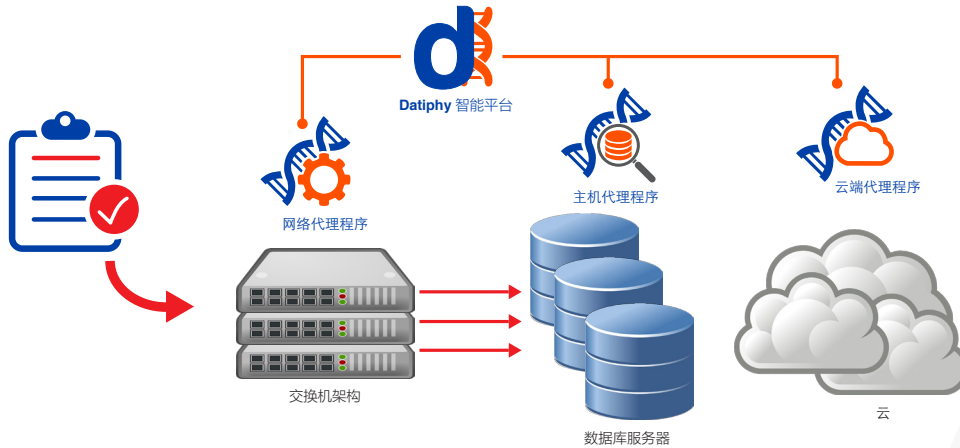 d
Datiphy 智能平台
网络代理程序
主机代理程序
云端代理程序
交换机架构
数据库服务器
云